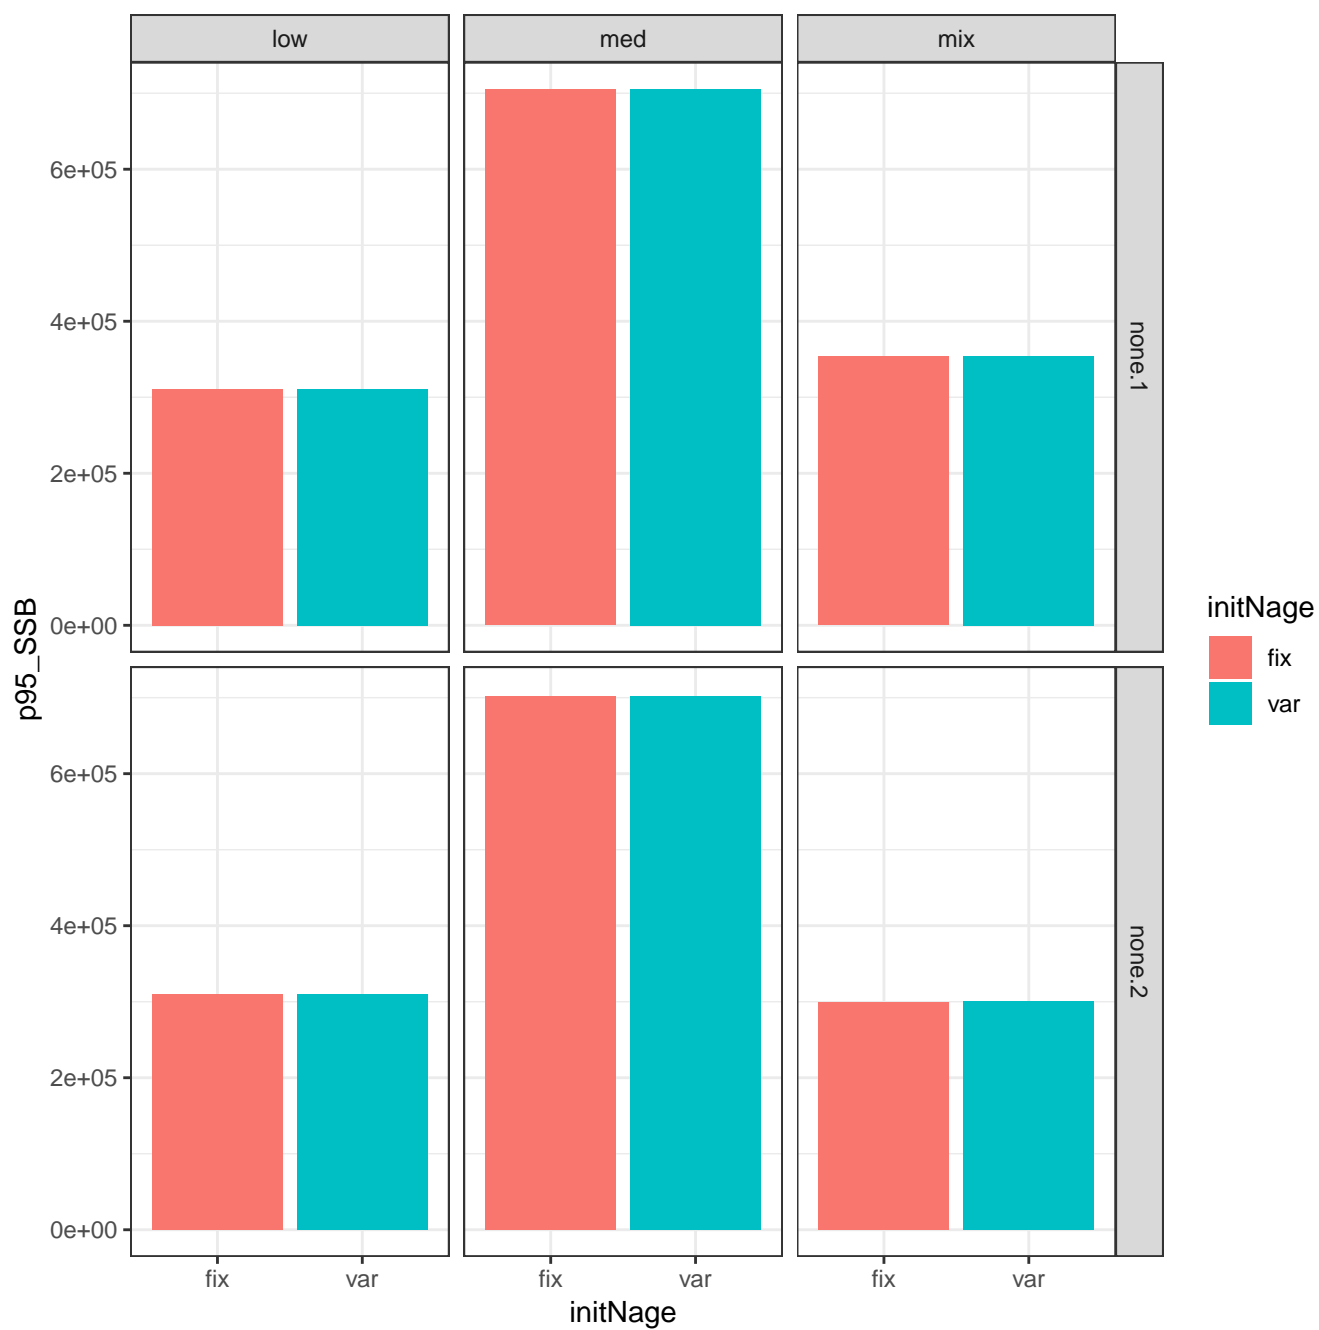 low
med
mix
6e+05
4e+05
2e+05
0e+00
none.1
6e+05
4e+05
2e+05
0e+00
none.2
p95_SSB
fix
var
fix
var
fix
var
initNage
initNage
fix
var